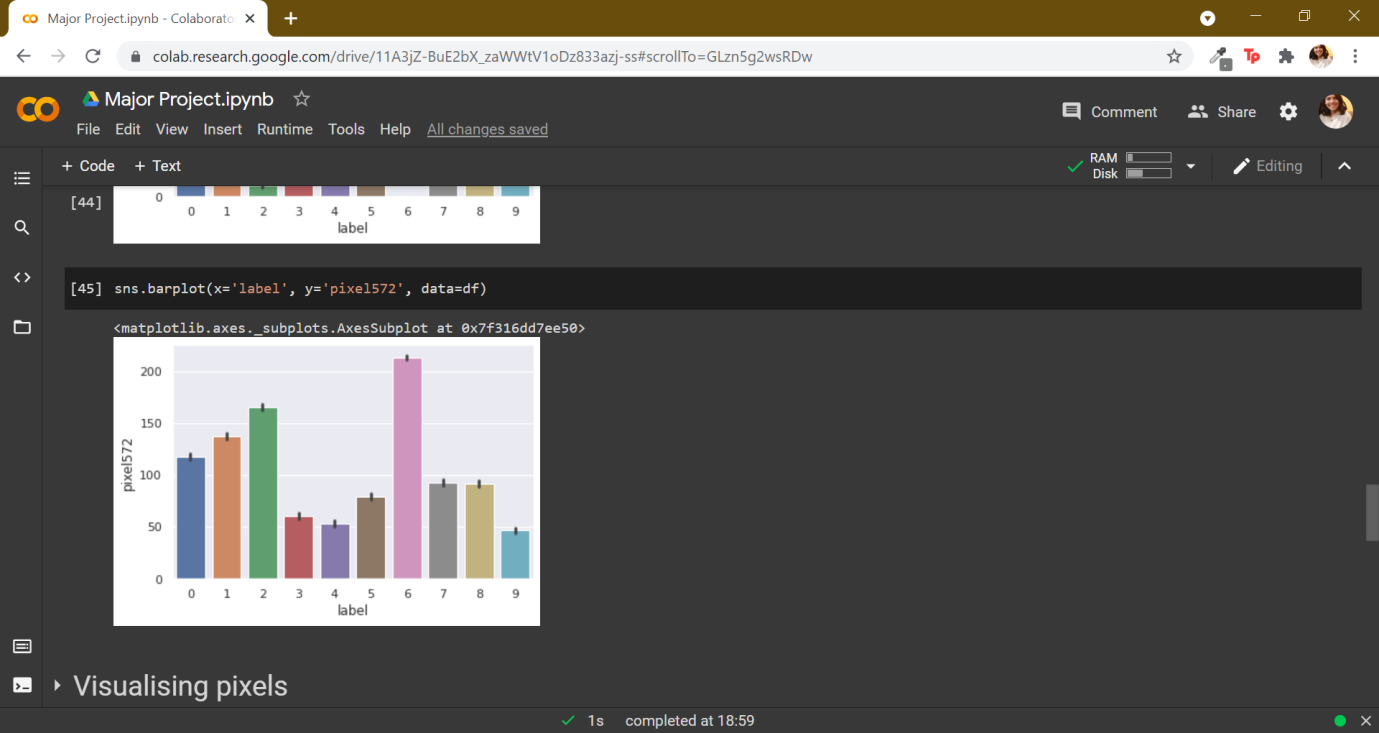 Major Project.ipynb - Colaborato
colab.research.google.com/drive/11A3jZ-BuE2bX_zaWWtV1oDz833azj-ss#scrollTo=GLzn5g2wsRDw
Tp
Major Project.ipynb
Comment
Share
File Edit View Insert Runtime Tools Help All changes saved
+ Code + Text
RAM
Disk
Editing
[44]
0
0 1 2 3 4 5 6 7 8 9
label
[45] sns.barplot(x='label', y='pixel572', data=df)
<matplotlib.axes._subplots.AxesSubplot at 0x7f316dd7ee50>
200
150
100
50
0
pixel572
0 1 2 3 4 5 6 7 8 9
label
Visualising pixels
1s completed at 18:59